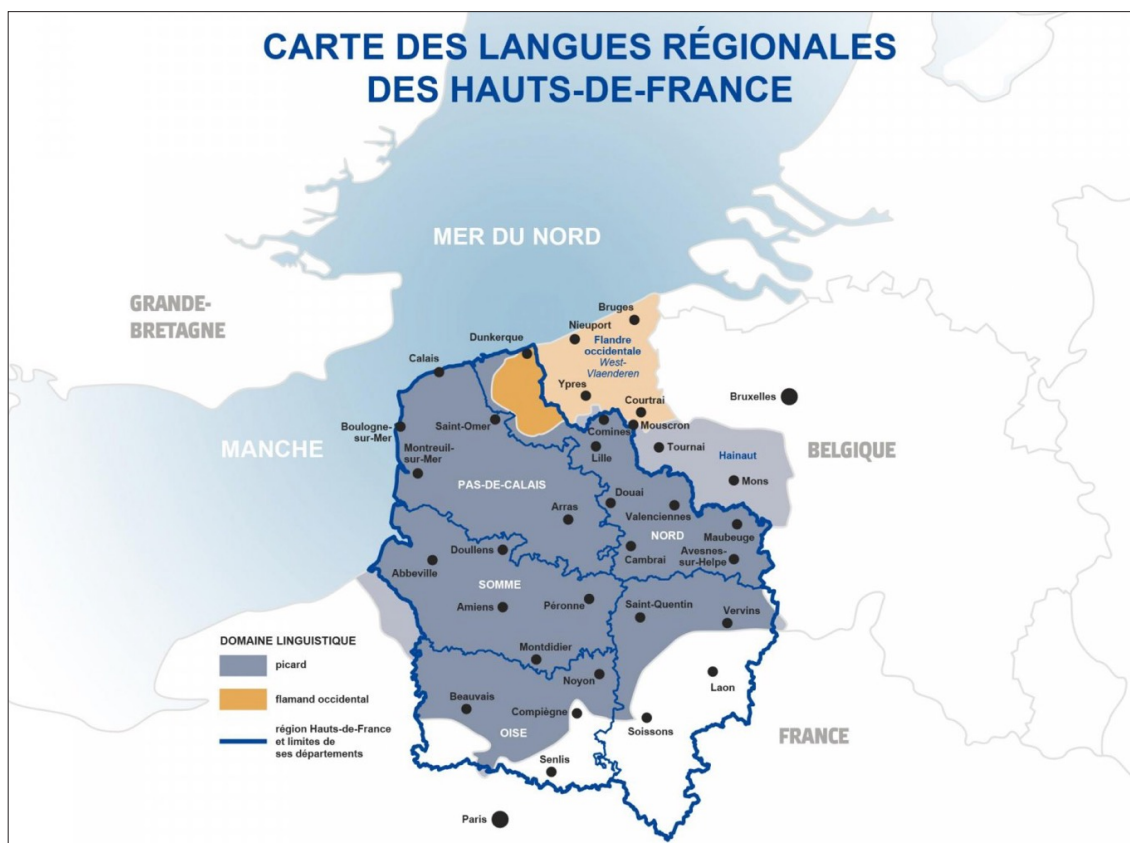 CARTE DES LANGUES RÉGIONALES
DES HAUTS-DE-FRANCE
MER DU NORD
GRANDE-
BRETAGNE
Bruges
Nieuport
Dunkerque
Flandre
occidentale
West-
Vlaenderen
Calais
Ypres
Bruxelles
Courtrai
Boulogne-
sur-Mer
Saint-Omer
Comines
Mouscron
MANCHE
Lille
Tournai
Hainaut
BELGIQUE
Montreuil-
sur-Mer
Mons
PAS-DE-CALAIS
Douai
Arras
Valenciennes
NORD
Maubeuge
Doullens
Cambrai
Avesnes-
sur-Helpe
Abbeville
SOMME
Amiens
Péronne
Saint-Quentin
Vervins
DOMAINE LINGUISTIQUE
picard
flamand occidental
région Hauts-de-France
et limites de
ses départements
Montdidier
Noyon
Laon
Beauvais
Compiègne
OISE
Soissons
FRANCE
Senlis
Paris